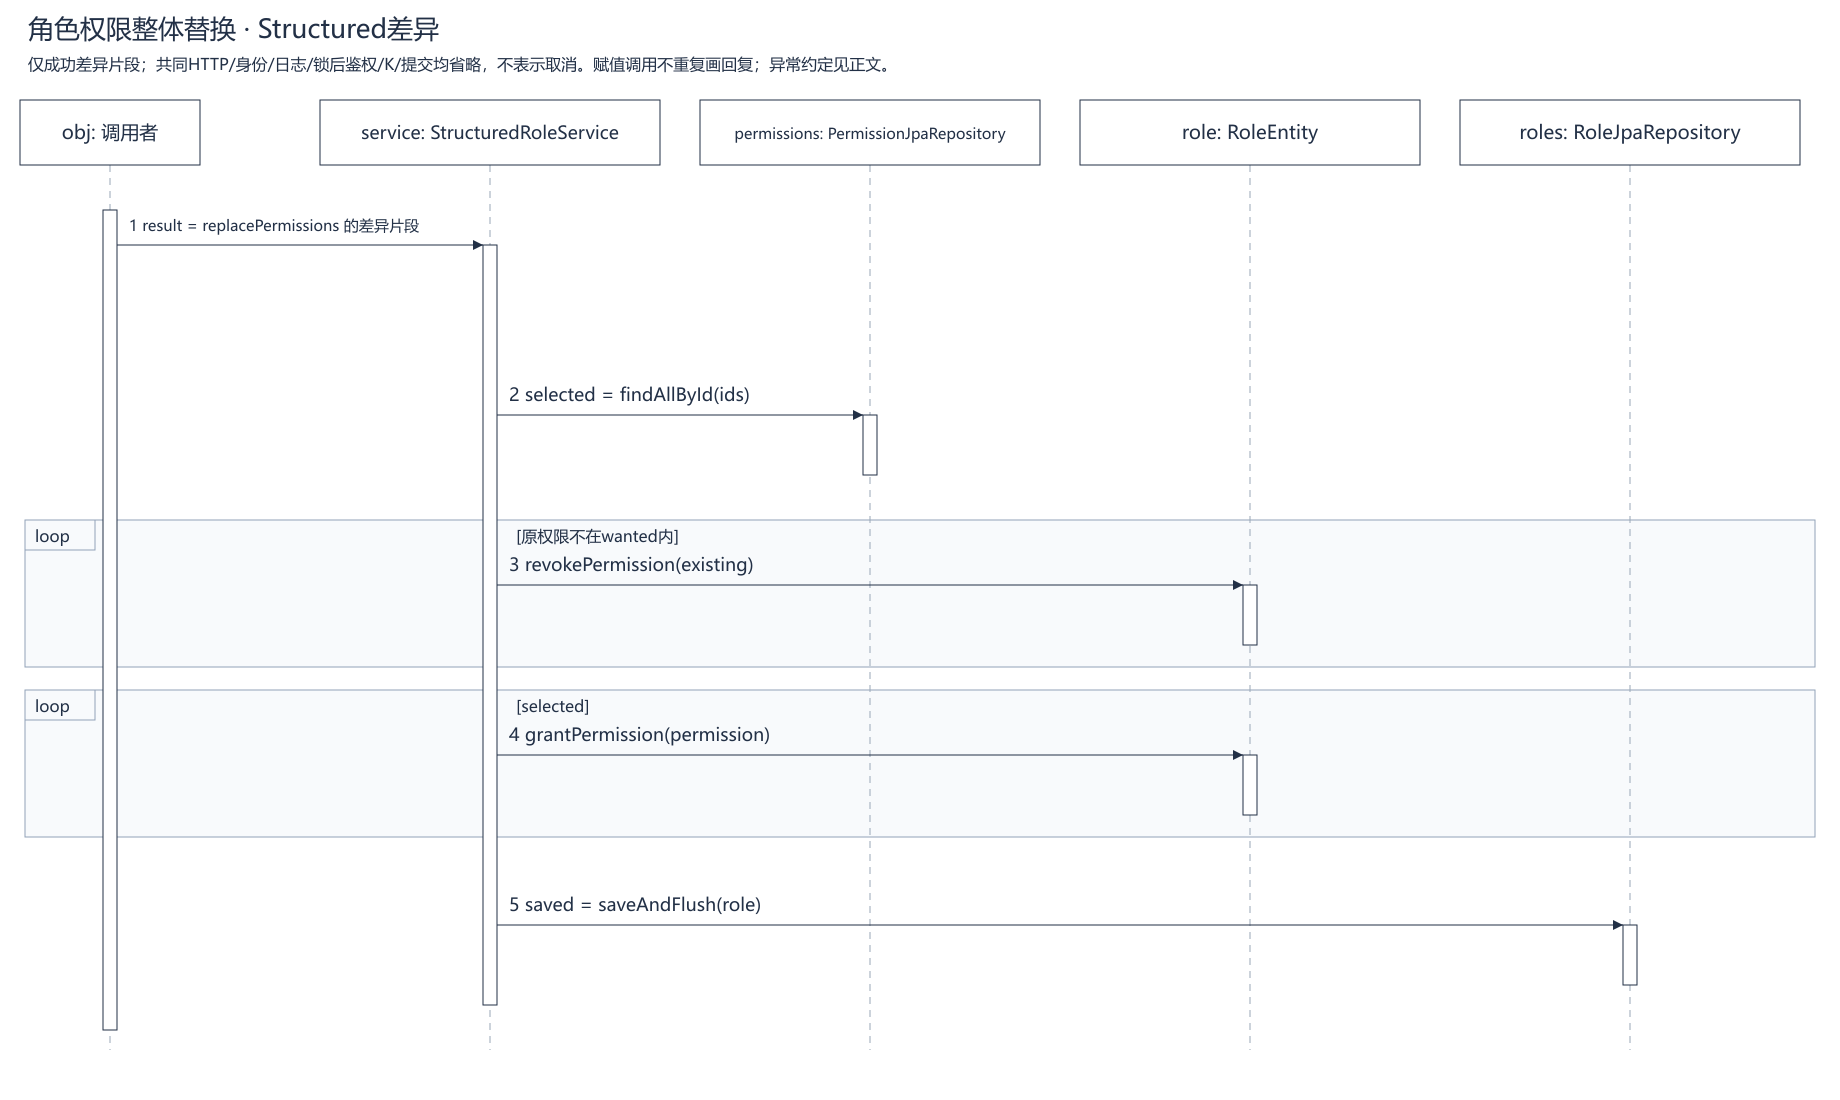 角色权限整体替换 · Structured差异
仅成功差异片段；共同HTTP/身份/日志/锁后鉴权/K/提交均省略，不表示取消。赋值调用不重复画回复；异常约定见正文。
obj: 调用者
service: StructuredRoleService
permissions: PermissionJpaRepository
role: RoleEntity
roles: RoleJpaRepository
1 result = replacePermissions 的差异片段
2 selected = findAllById(ids)
loop
[原权限不在wanted内]
3 revokePermission(existing)
loop
[selected]
4 grantPermission(permission)
5 saved = saveAndFlush(role)